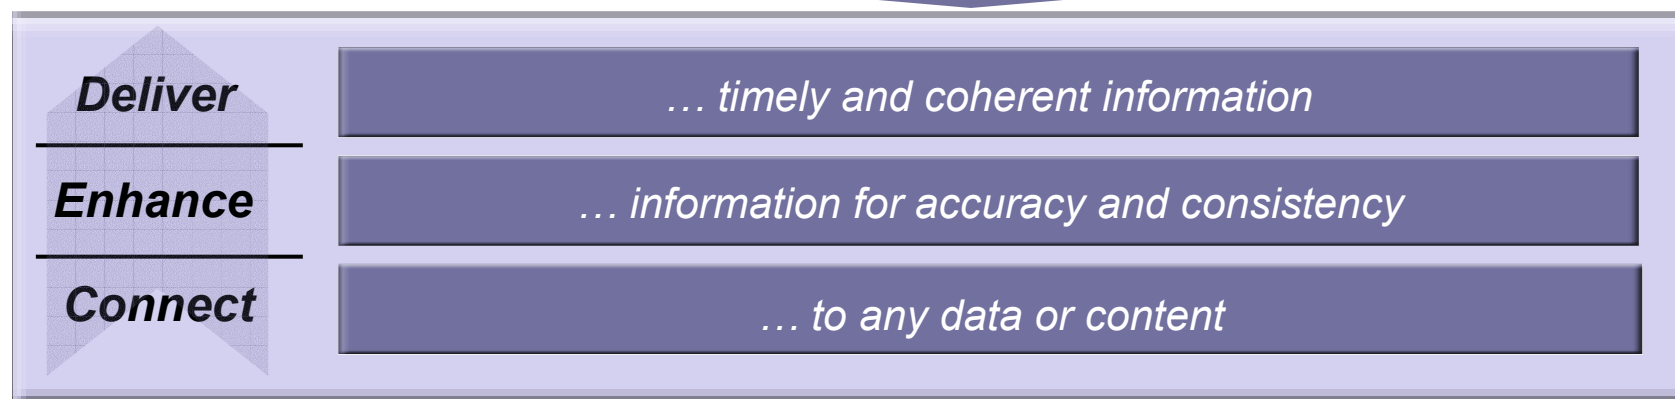 Deliver
… timely and coherent information
Enhance
… information for accuracy and consistency
Connect
… to any data or content